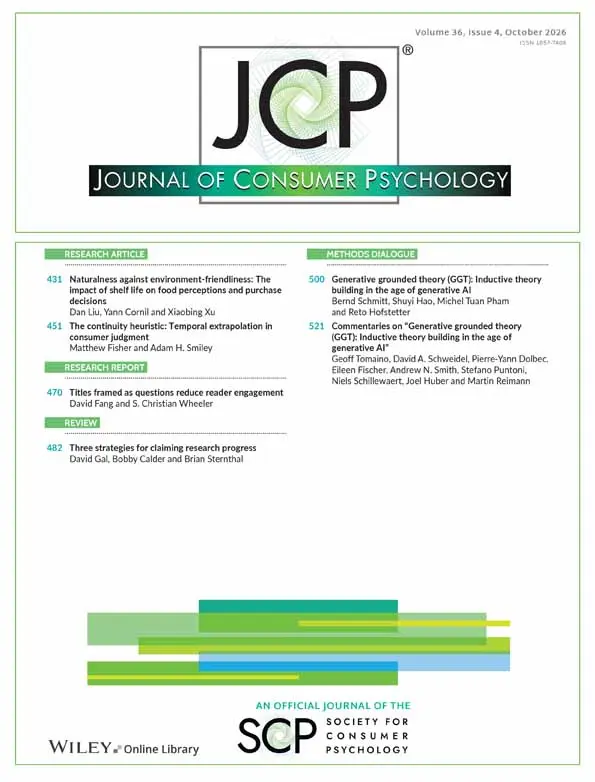 Volume 36, Issue 4, October 2026
ISSN 1057-7408
JCP®
JOURNAL OF CONSUMER PSYCHOLOGY
RESEARCH ARTICLE
431 Naturalness against environment-friendliness: The
impact of shelf life on food perceptions and purchase
decisions
Dan Liu, Yann Cornil and Xiaobing Xu
451 The continuity heuristic: Temporal extrapolation in
consumer judgment
Matthew Fisher and Adam H. Smiley
RESEARCH REPORT
470 Titles framed as questions reduce reader engagement
David Fang and S. Christian Wheeler
REVIEW
482 Three strategies for claiming research progress
David Gal, Bobby Calder and Brian Sternthal
METHODS DIALOGUE
500 Generative grounded theory (GGT): Inductive theory
building in the age of generative AI
Bernd Schmitt, Shuyi Hao, Michel Tuan Pham
and Reto Hofstetter
521 Commentaries on “Generative grounded theory
(GGT): Inductive theory building in the age of
generative AI”
Geoff Tomaino, David A. Schweidel, Pierre-Yann Dolbec,
Eileen Fischer, Andrew N. Smith, Stefano Puntoni,
Niels Schillewaert, Joel Huber and Martin Reimann
AN OFFICIAL JOURNAL OF THE
SCP
SOCIETY FOR
CONSUMER
PSYCHOLOGY
WILEY Online Library